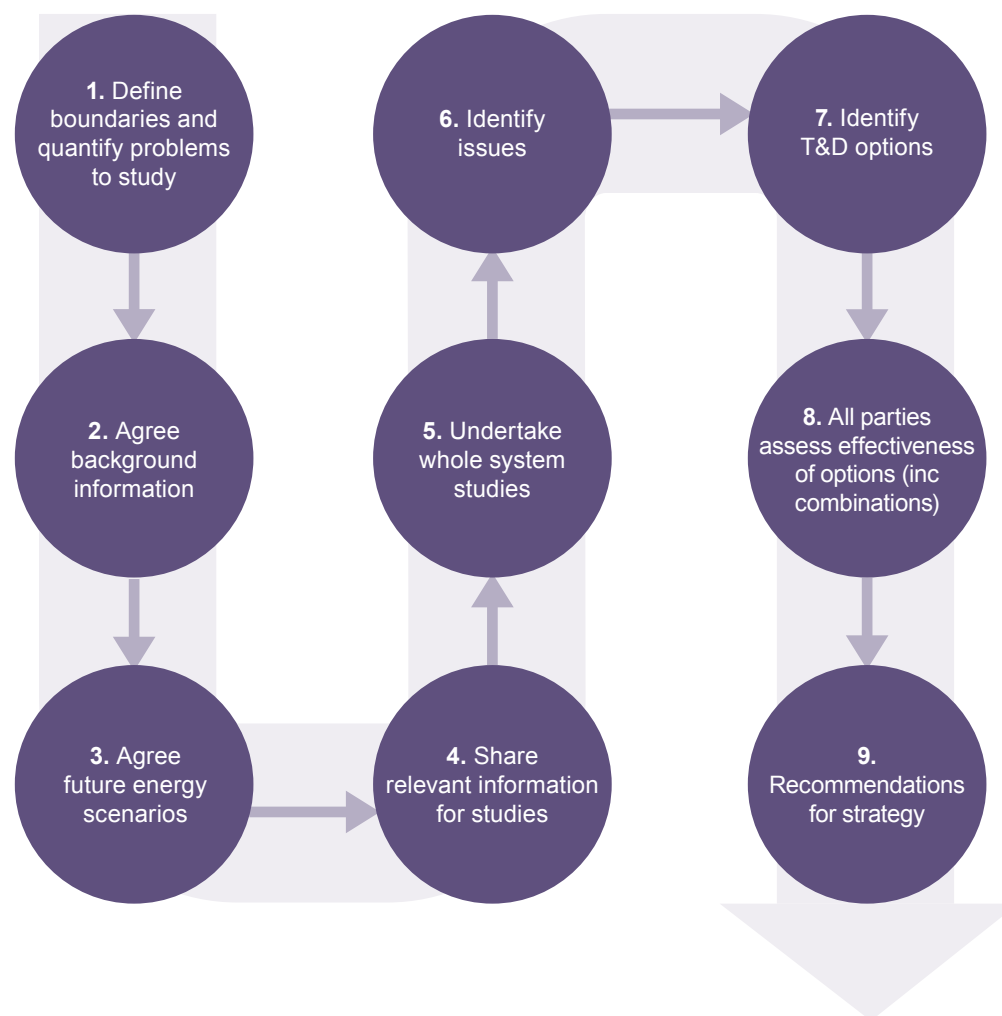 1. Define
boundaries and
quantify problems
to study
2. Agree
background
information
3. Agree
future energy
scenarios
4. Share
relevant information
for studies
5. Undertake
whole system
studies
6. Identify
issues
7. Identify
T&D options
8. All parties
assess effectiveness
of options (inc
combinations)
9.
Recommendations
for strategy